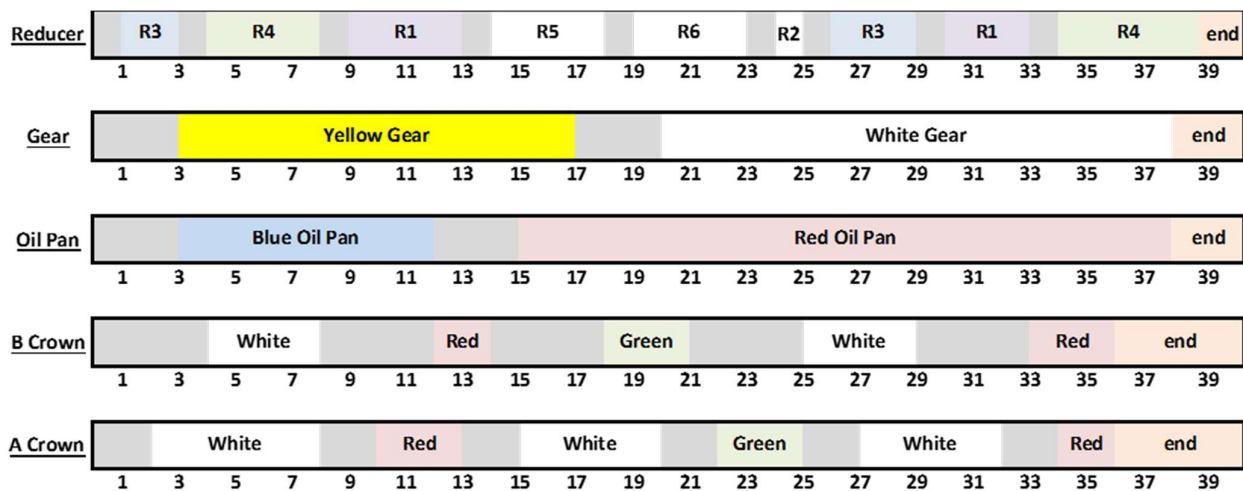 Reducer R3 R4 R1 R5 R6 R2 R3 R1 R4 end
1 3 5 7 9 11 13 15 17 19 21 23 25 27 29 31 33 35 37 39
Gear Yellow Gear White Gear end
1 3 5 7 9 11 13 15 17 19 21 23 25 27 29 31 33 35 37 39
Oil Pan Blue Oil Pan Red Oil Pan end
1 3 5 7 9 11 13 15 17 19 21 23 25 27 29 31 33 35 37 39
B Crown White Red Green White Red end
1 3 5 7 9 11 13 15 17 19 21 23 25 27 29 31 33 35 37 39
A Crown White Red White Green White Red end
1 3 5 7 9 11 13 15 17 19 21 23 25 27 29 31 33 35 37 39